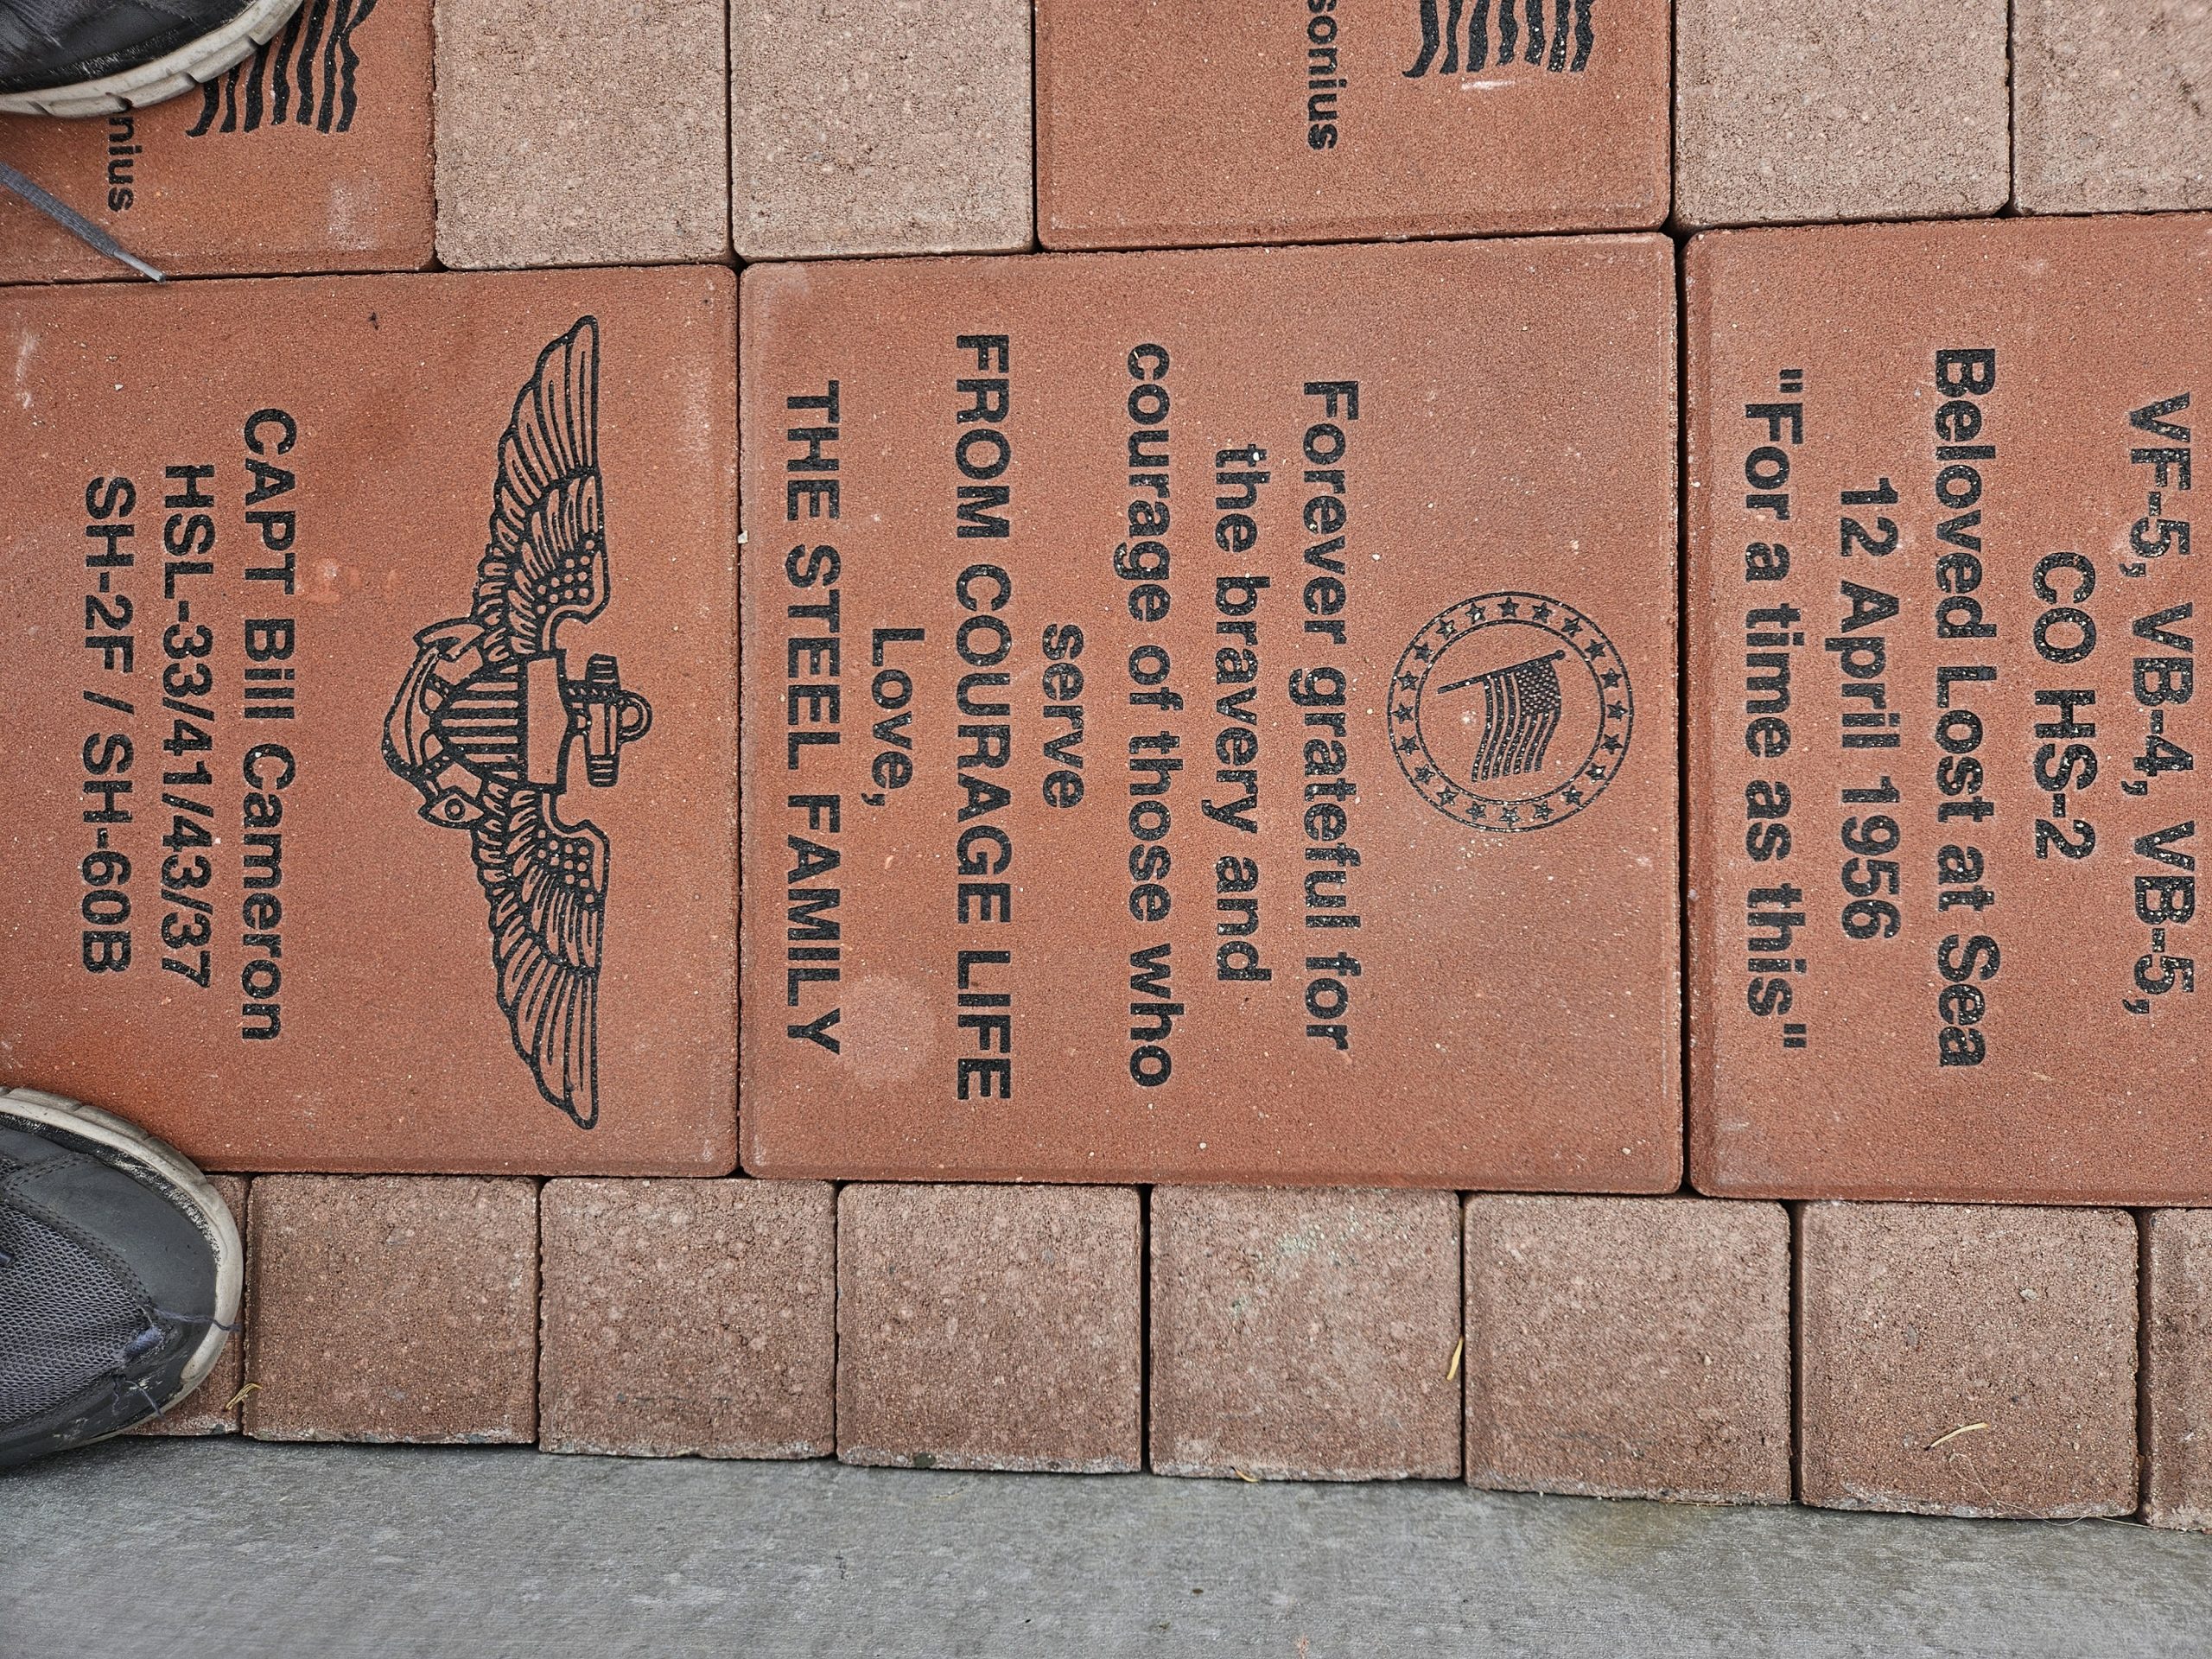 VF-5, VB-4, VB-5,
CO HS-2
Beloved Lost at Sea
12 April 1956
"For a time as this"
Forever grateful for
the bravery and
courage of those who
serve
FROM COURAGE LIFE
Love,
THE STEEL FAMILY
CAPT Bill Cameron
HSL-33/41/43/37
SH-2F / SH-60B